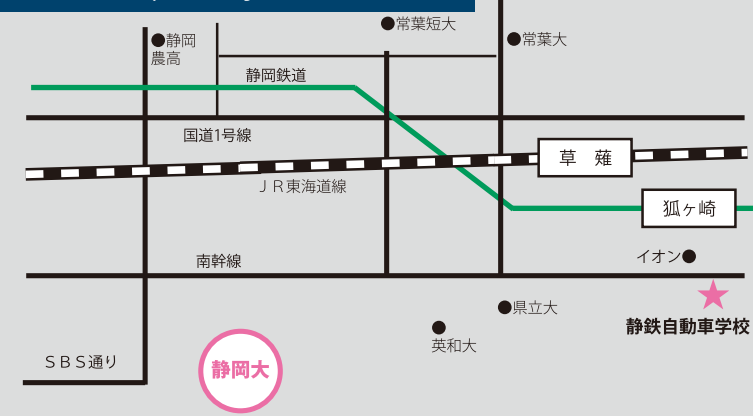 ●常葉短大
●静岡
農高
●常葉大
静岡鉄道
国道1号線
草 薙
JR東海道線
狐ヶ崎
南幹線
イオン●
●県立大
静鉄自動車学校
英和大
SBS通り
静岡大